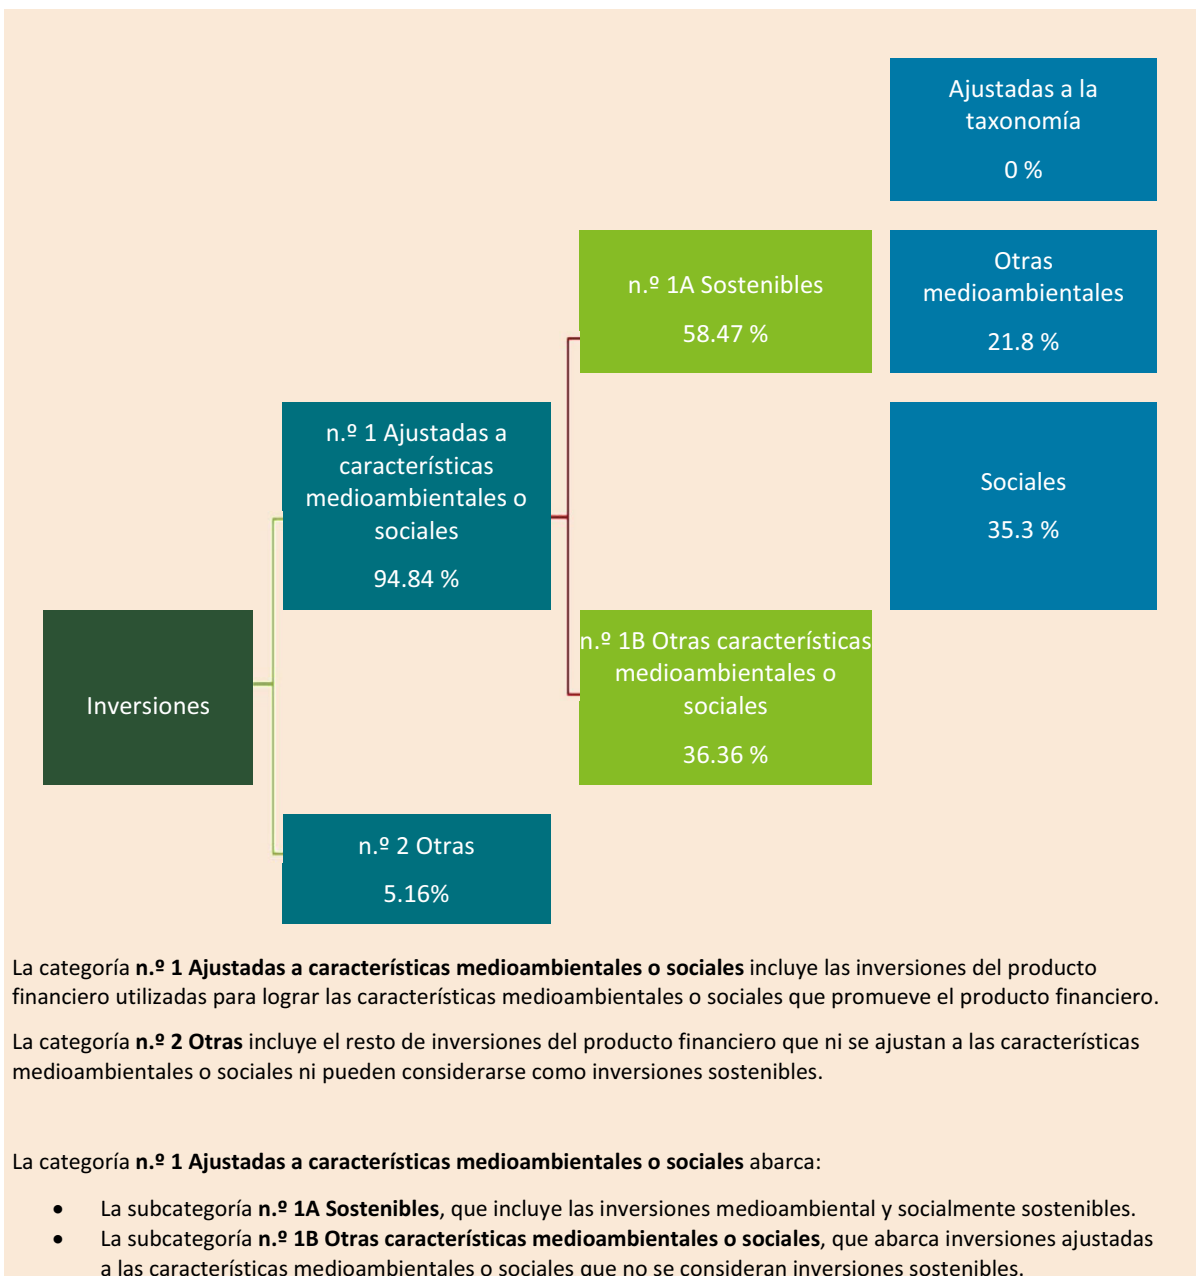 Ajustadas a la
taxonomía
0 %
n.º 1A Sostenibles
58.47 %
Otras
medioambientales
21.8 %
n.º 1 Ajustadas a
características
medioambientales o
sociales
94.84 %
Sociales
35.3 %
Inversiones
n.º 1B Otras características
medioambientales o
sociales
36.36 %
n.º 2 Otras
5.16%
La categoría n.º 1 Ajustadas a características medioambientales o sociales incluye las inversiones del producto
financiero utilizadas para lograr las características medioambientales o sociales que promueve el producto financiero.
La categoría n.º 2 Otras incluye el resto de inversiones del producto financiero que ni se ajustan a las características
medioambientales o sociales ni pueden considerarse como inversiones sostenibles.
La categoría n.º 1 Ajustadas a características medioambientales o sociales abarca:
• La subcategoría n.º 1A Sostenibles, que incluye las inversiones medioambiental y socialmente sostenibles.
• La subcategoría n.º 1B Otras características medioambientales o sociales, que abarca inversiones ajustadas
a las características medioambientales o sociales que no se consideran inversiones sostenibles.